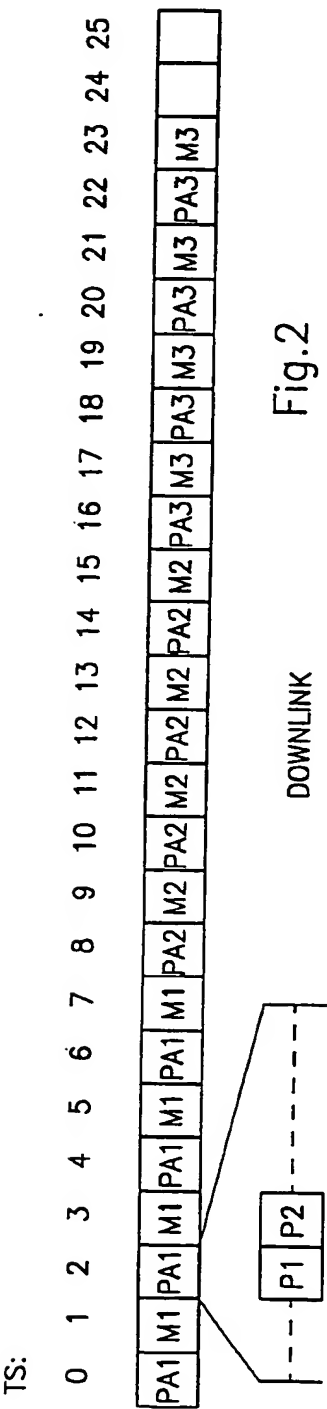 TS:
0 1 2 3 4 5 6 7 8 9 10 11 12 13 14 15 16 17 18 19 20 21 22 23 24 25
PA1 M1 PA1 M1 PA1 M1 PA1 M1 PA2 M2 PA2 M2 PA2 M2 PA2 M2 PA3 M3 PA3 M3 PA3 M3 PA3 M3
P1 P2
DOWNLINK
Fig.2